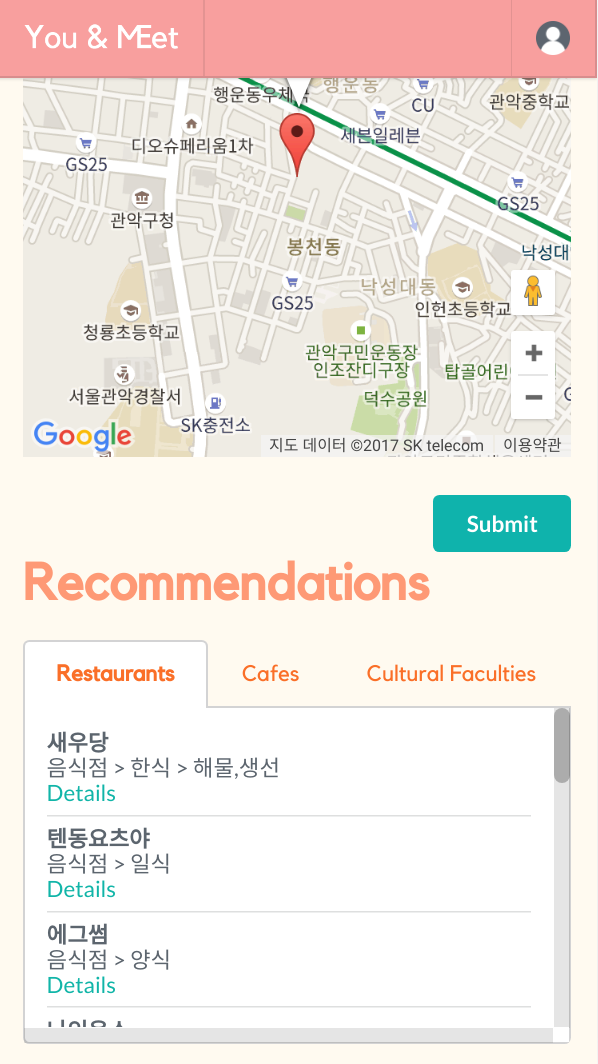 You & MEet
행운동우체국
행운동
CU
관악중학교
세븐일레븐
디오슈페리움1차
GS25
GS25
관악구청
봉천동
낙성대
GS25
낙성대동
인헌초등학교
청룡초등학교
관악구민운동장
인조잔디구장
탑골어린
덕수공원
서울관악경찰서
SK충전소
Google
지도 데이터 ©2017 SK telecom
이용약관
Submit
Recommendations
Restaurants
Cafes
Cultural Faculties
새우당
음식점 > 한식 > 해물,생선
Details
텐동요츠야
음식점 > 일식
Details
에그썸
음식점 > 양식
Details